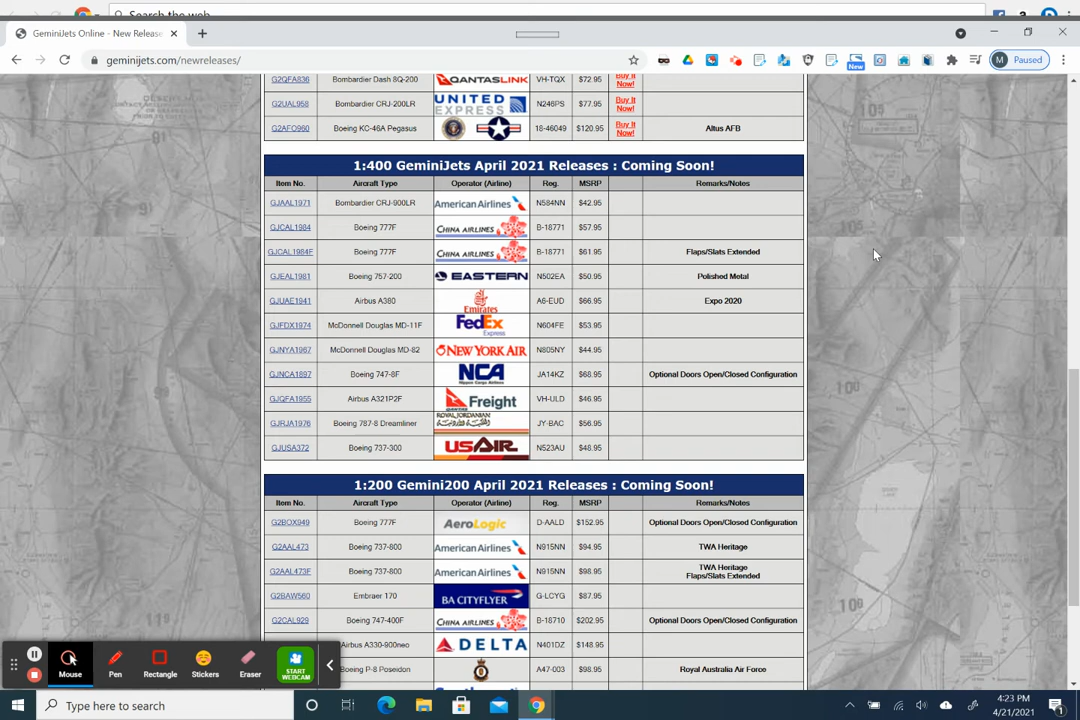 Search the web
GeminiJets Online - New Release
geminijets.com/newreleases/
New
M Paused
G2QFA836 Bombardier Dash 8Q-200 QANTASLINK VH-TQX $72.95 Buy It Now!
G2UAL958 Bombardier CRJ-200LR UNITED EXPRESS N246PS $77.95 Buy It Now!
G2AFO960 Boeing KC-46A Pegasus 18-46049 $120.95 Buy It Now! Altus AFB
1:400 GeminiJets April 2021 Releases : Coming Soon!
Item No. Aircraft Type Operator (Airline) Reg. MSRP Remarks/Notes
GJAAL1971 Bombardier CRJ-900LR American Airlines N584NN $42.95
GJCAL1984 Boeing 777F CHINA AIRLINES B-18771 $57.95
GJCAL1984F Boeing 777F CHINA AIRLINES B-18771 $61.95 Flaps/Slats Extended
GJEAL1981 Boeing 757-200 EASTERN N502EA $50.95 Polished Metal
GJUAE1941 Airbus A380 Emirates A6-EUD $66.95 Expo 2020
GJFDX1974 McDonnell Douglas MD-11F FedEx Express N604FE $53.95
GJNYA1967 McDonnell Douglas MD-82 NEW YORK AIR N805NY $44.95
GJNCA1897 Boeing 747-8F NCA Nippon Cargo Airlines JA14KZ $68.95 Optional Doors Open/Closed Configuration
GJQFA1955 Airbus A321P2F QANTAS Freight VH-ULD $46.95
GJRJA1976 Boeing 787-8 Dreamliner ROYAL JORDANIAN JY-BAC $56.95
GJUSA372 Boeing 737-300 USAIR N523AU $48.95
1:200 Gemini200 April 2021 Releases : Coming Soon!
Item No. Aircraft Type Operator (Airline) Reg. MSRP Remarks/Notes
G2BOX949 Boeing 777F AeroLogic D-AALD $152.95 Optional Doors Open/Closed Configuration
G2AAL473 Boeing 737-800 American Airlines N915NN $94.95 TWA Heritage
G2AAL473F Boeing 737-800 American Airlines N915NN $98.95 TWA Heritage Flaps/Slats Extended
G2BAW560 Embraer 170 BA CITYFLYER G-LCYG $87.95
G2CAL929 Boeing 747-400F CHINA AIRLINES B-18710 $202.95 Optional Doors Open/Closed Configuration
Airbus A330-900neo DELTA N401DZ $148.95
Boeing P-8 Poseidon A47-003 $98.95 Royal Australia Air Force
Mouse Pen Rectangle Stickers Eraser START WEBCAM
Type here to search
4:23 PM
4/21/2021
1